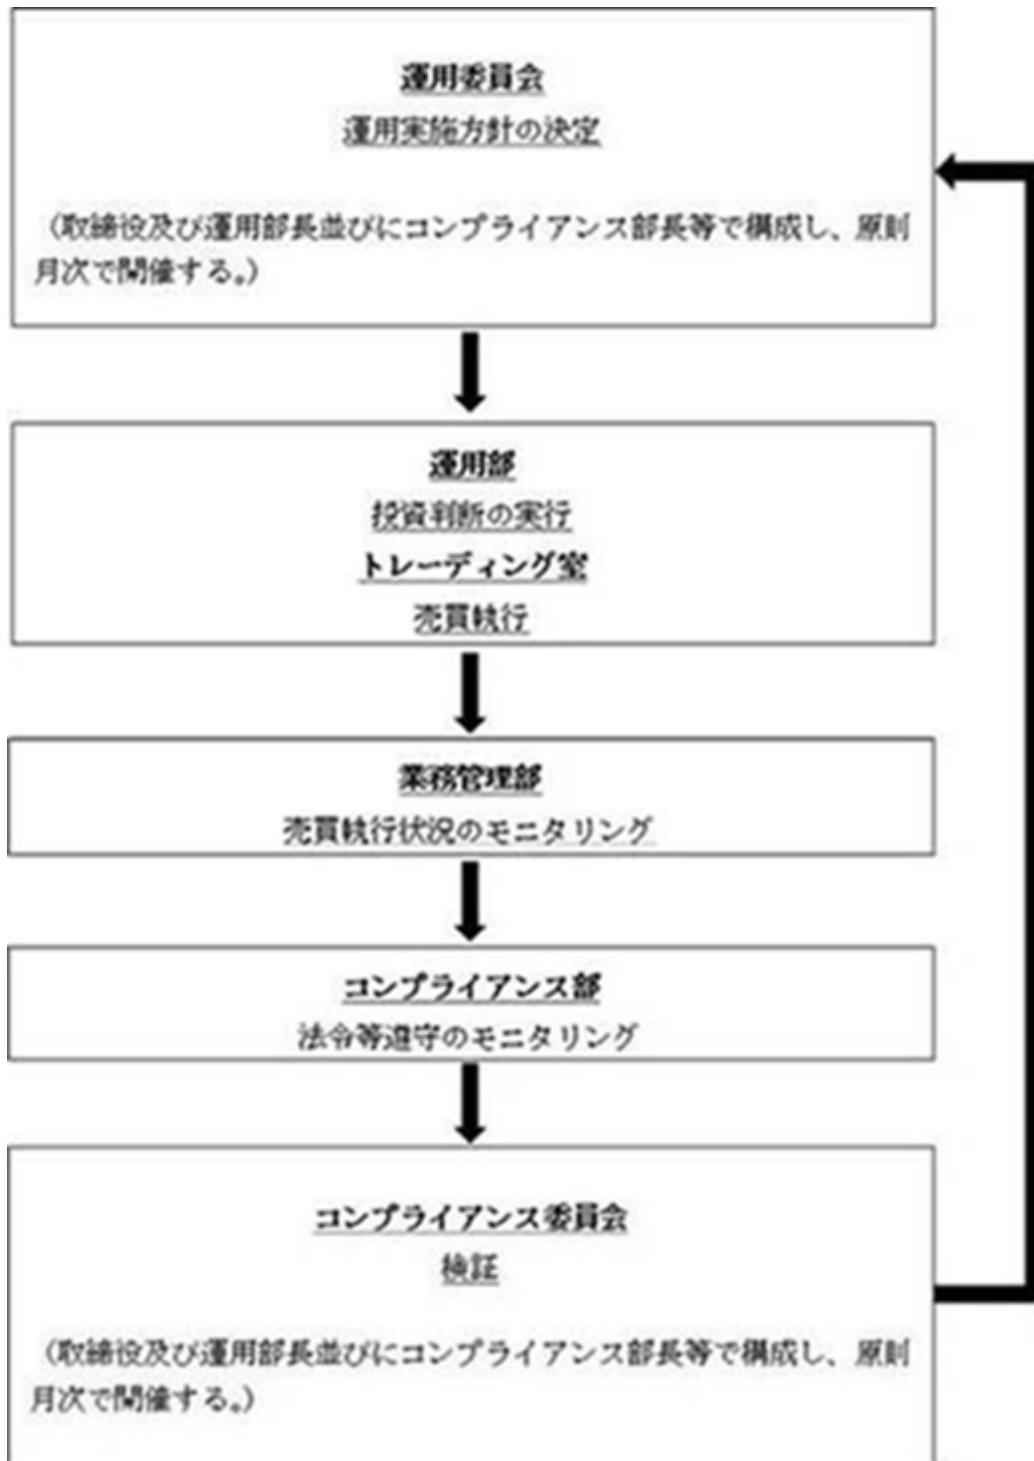 運用委員会
運用実施方針の決定
（取締役及び運用部長並びにコンプライアンス部長等で構成し、原則
月次で開催する。）
運用部
投資判断の実行
トレーディング室
売買執行
業務管理部
売買執行状況のモニタリング
コンプライアンス部
法令等遵守のモニタリング
コンプライアンス委員会
検証
（取締役及び運用部長並びにコンプライアンス部長等で構成し、原則
月次で開催する。）